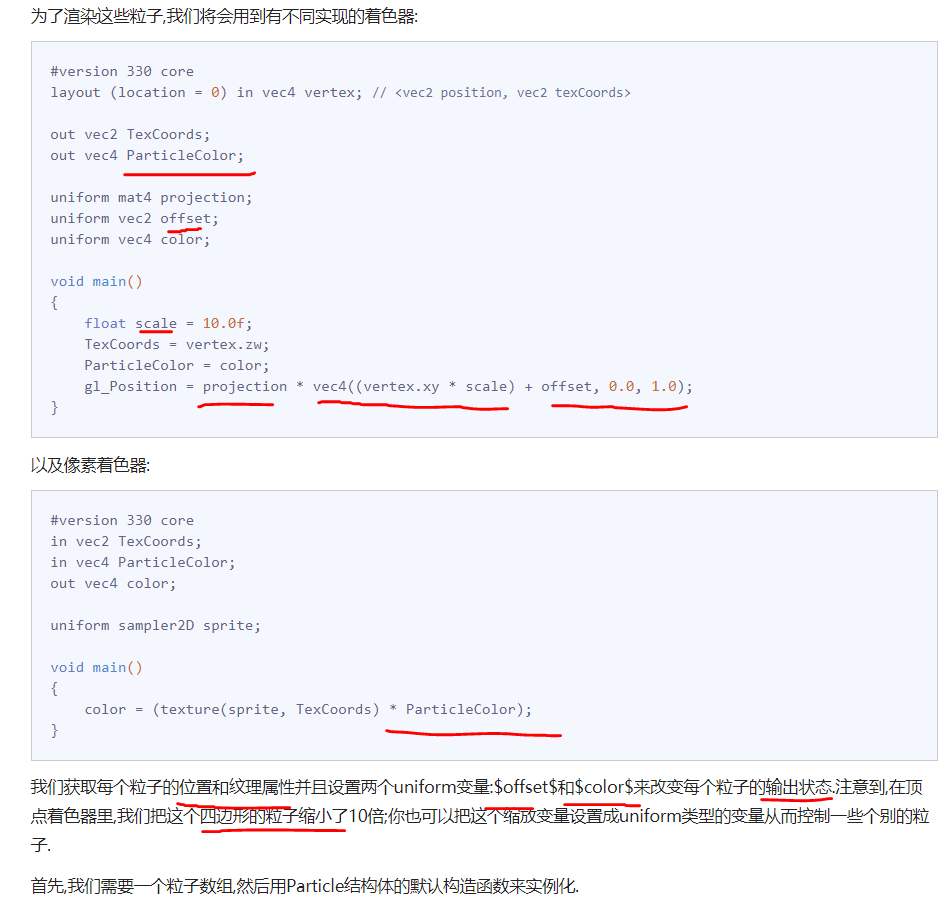 为了渲染这些粒子,我们将会用到有不同实现的着色器:
#version 330 core
layout (location = 0) in vec4 vertex; // <vec2 position, vec2 texCoords>
out vec2 TexCoords;
out vec4 ParticleColor;
uniform mat4 projection;
uniform vec2 offset;
uniform vec4 color;
void main()
{
    float scale = 10.0f;
    TexCoords = vertex.zw;
    ParticleColor = color;
    gl_Position = projection * vec4((vertex.xy * scale) + offset, 0.0, 1.0);
}
以及像素着色器:
#version 330 core
in vec2 TexCoords;
in vec4 ParticleColor;
out vec4 color;
uniform sampler2D sprite;
void main()
{
    color = (texture(sprite, TexCoords) * ParticleColor);
}
我们获取每个粒子的位置和纹理属性并且设置两个uniform变量:$offset$和$color$来改变每个粒子的输出状态.注意到,在顶
点着色器里,我们把这个四边形的粒子缩小了10倍;你也可以把这个缩放变量设置成uniform类型的变量从而控制一些个别的粒
子.
首先,我们需要一个粒子数组,然后用Particle结构体的默认构造函数来实例化.